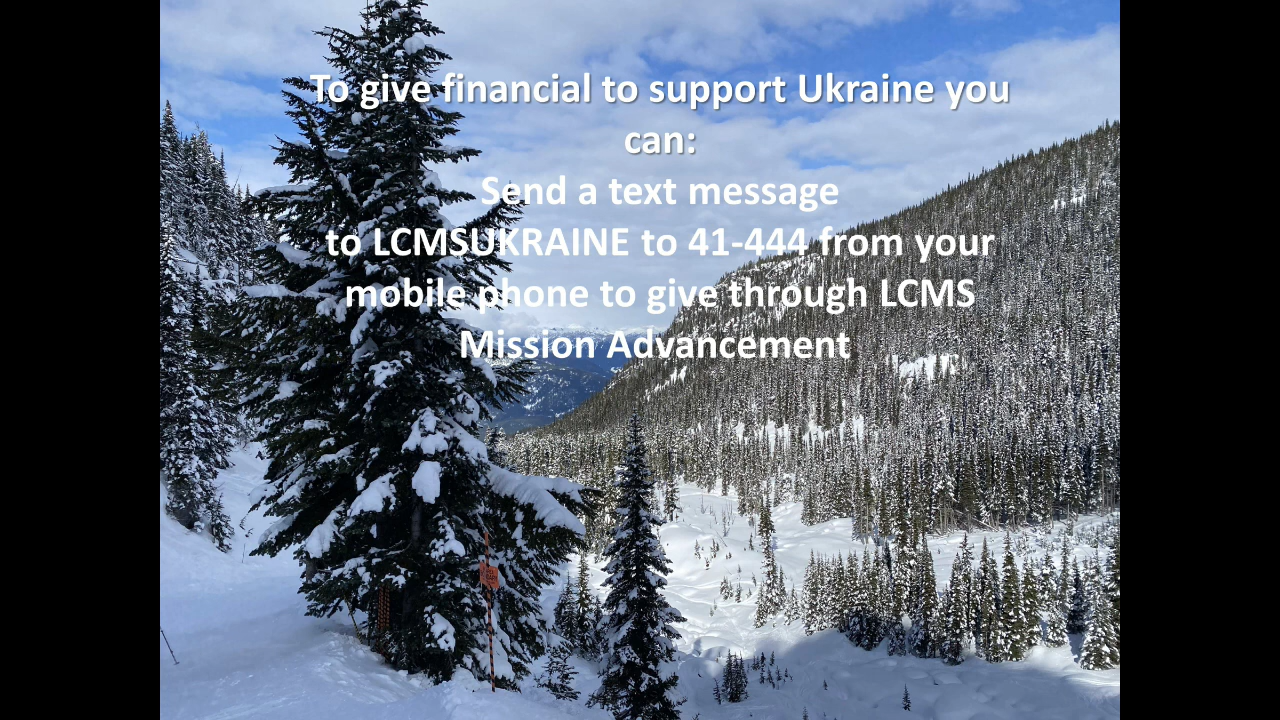 To give financial to support Ukraine you
can:
Send a text message
to LCMSUKRAINE to 41-444 from your
mobile phone to give through LCMS
Mission Advancement